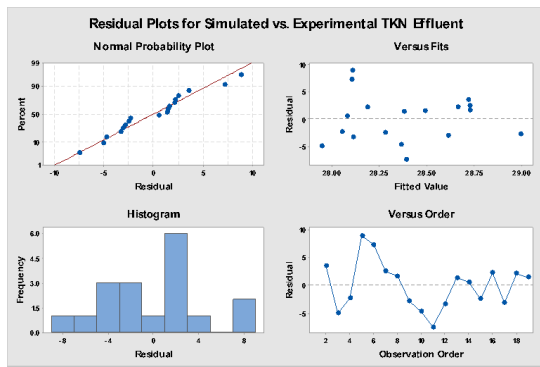 Residual Plots for Simulated vs. Experimental TKN Effluent
Normal Probability Plot
99
90
50
10
1
Percent
-10 -5 0 5 10
Residual
Versus Fits
10
5
0
-5
Residual
28.00 28.25 28.50 28.75 29.00
Fitted Value
Histogram
6.0
4.5
3.0
1.5
0.0
Frequency
-8 -4 0 4 8
Residual
Versus Order
10
5
0
-5
Residual
2 4 6 8 10 12 14 16 18
Observation Order